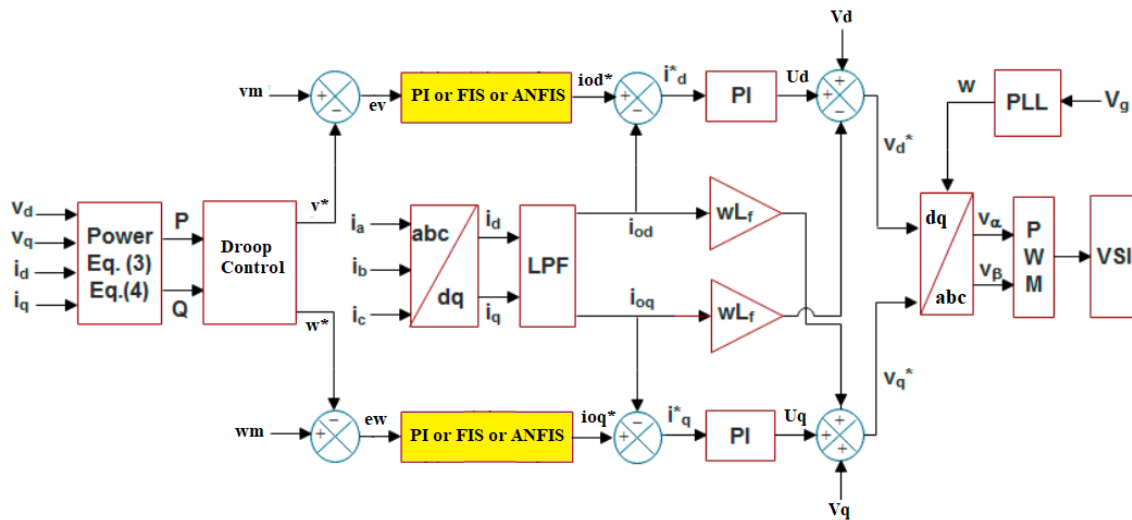 Vd
vm
+
−
ev
PI or FIS or ANFIS
iod*
+
−
i*d
PI
Ud
+
+
−
w
PLL
Vg
vd*
vd
vq
id
iq
Power
Eq. (3)
Eq.(4)
P
Q
Droop
Control
v*
w*
ia
ib
ic
abc
dq
id
iq
LPF
iod
ioq
wLf
wLf
dq
abc
vα
vβ
P
W
M
VSI
vq*
wm
+
−
ew
PI or FIS or ANFIS
ioq*
+
−
i*q
PI
Uq
+
+
+
Vq